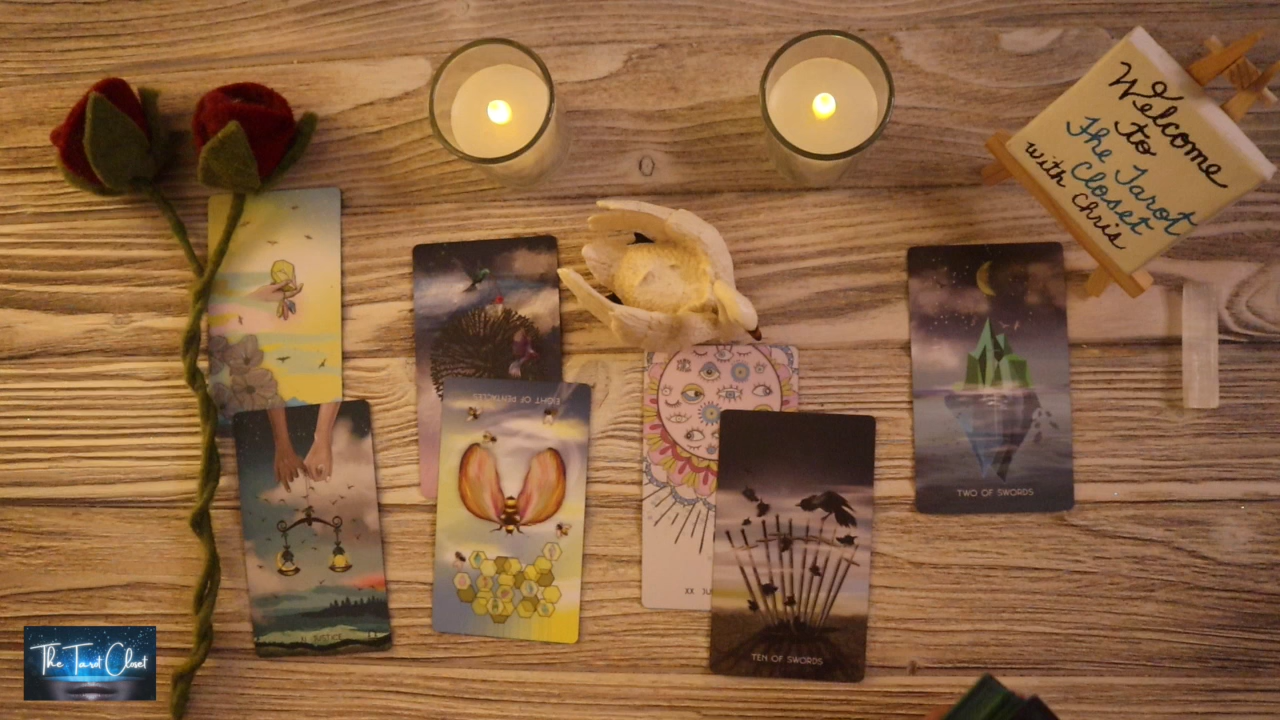 Welcome
to
The Tarot
Closet
with Chris
EIGHT OF PENTACLES
TWO OF SWORDS
JUSTICE
XX
TEN OF SWORDS
The Tarot Closet